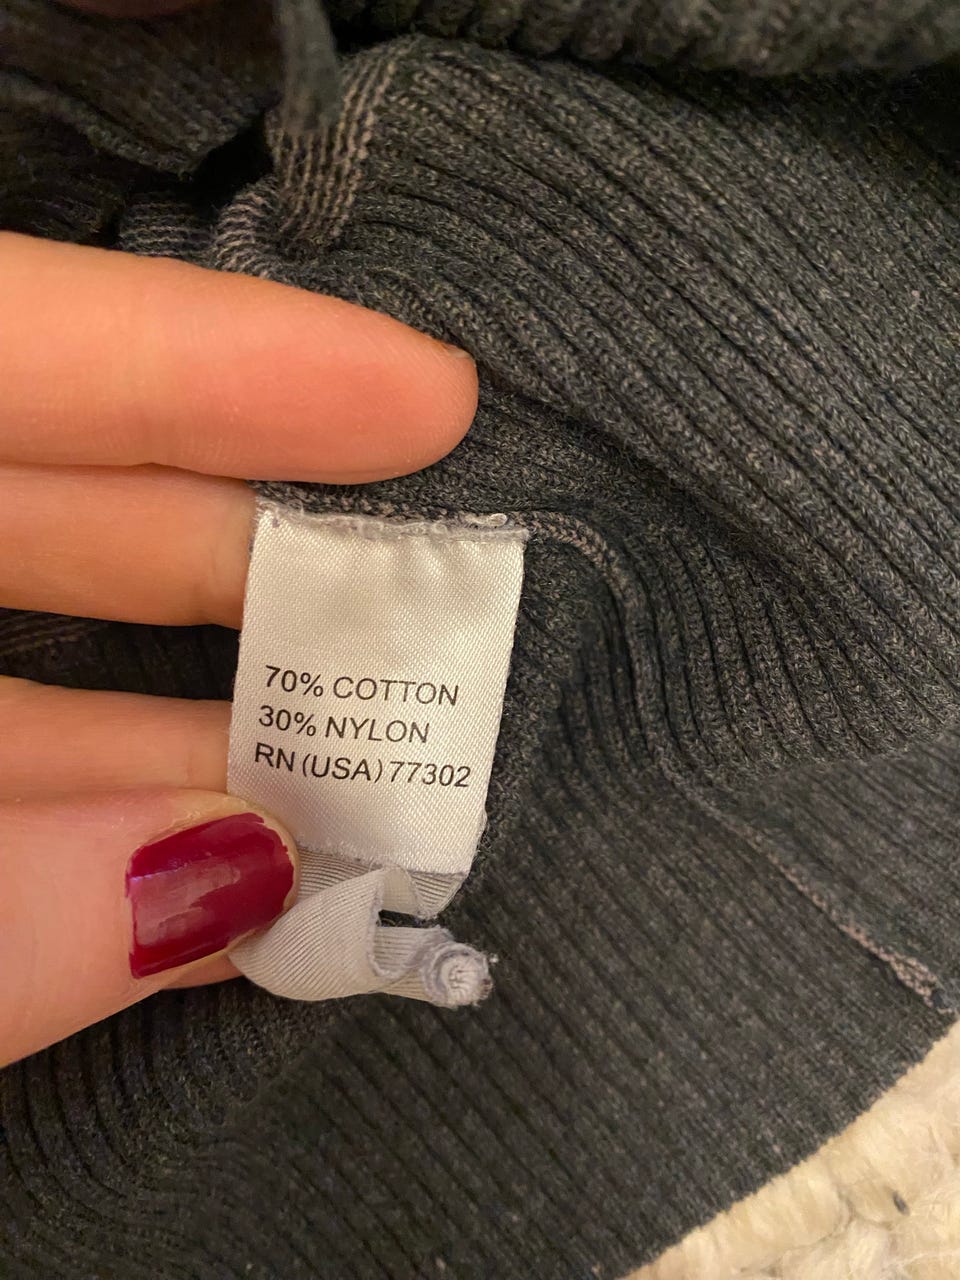 70% COTTON
30% NYLON
RN (USA) 77302